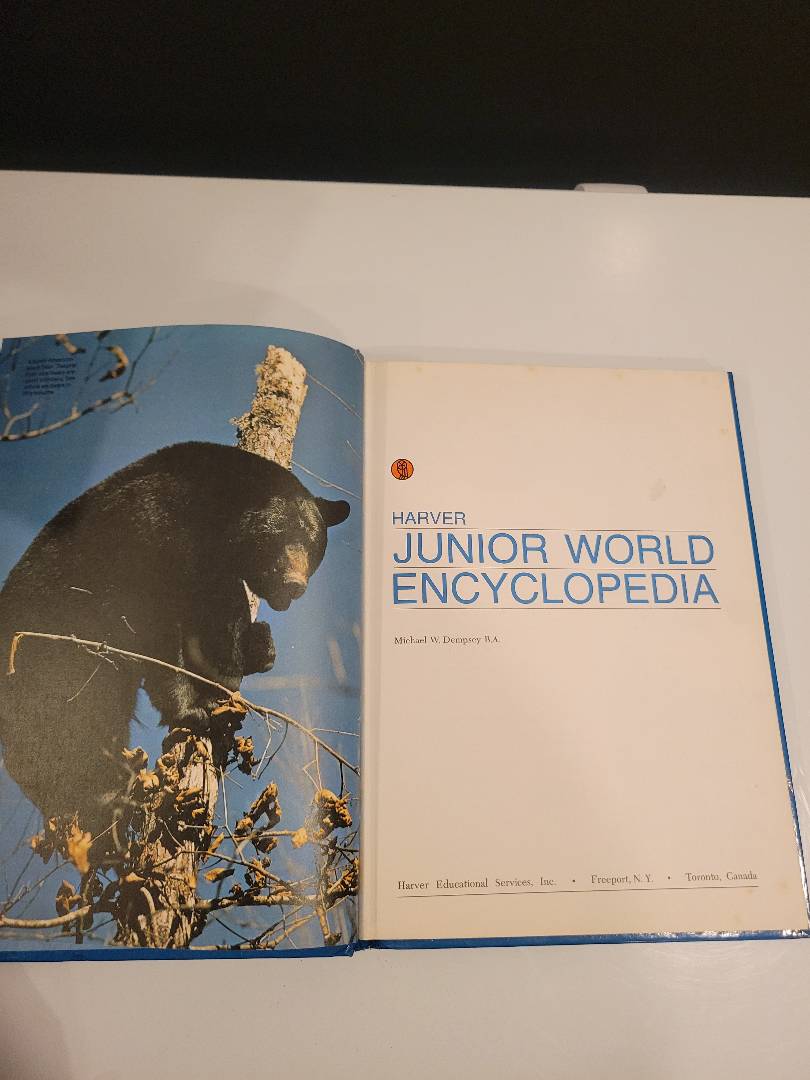 HARVER
JUNIOR WORLD
ENCYCLOPEDIA
Michael W. Dempsey B.A.
Harver Educational Services, Inc. • Freeport, N.Y. • Toronto, Canada